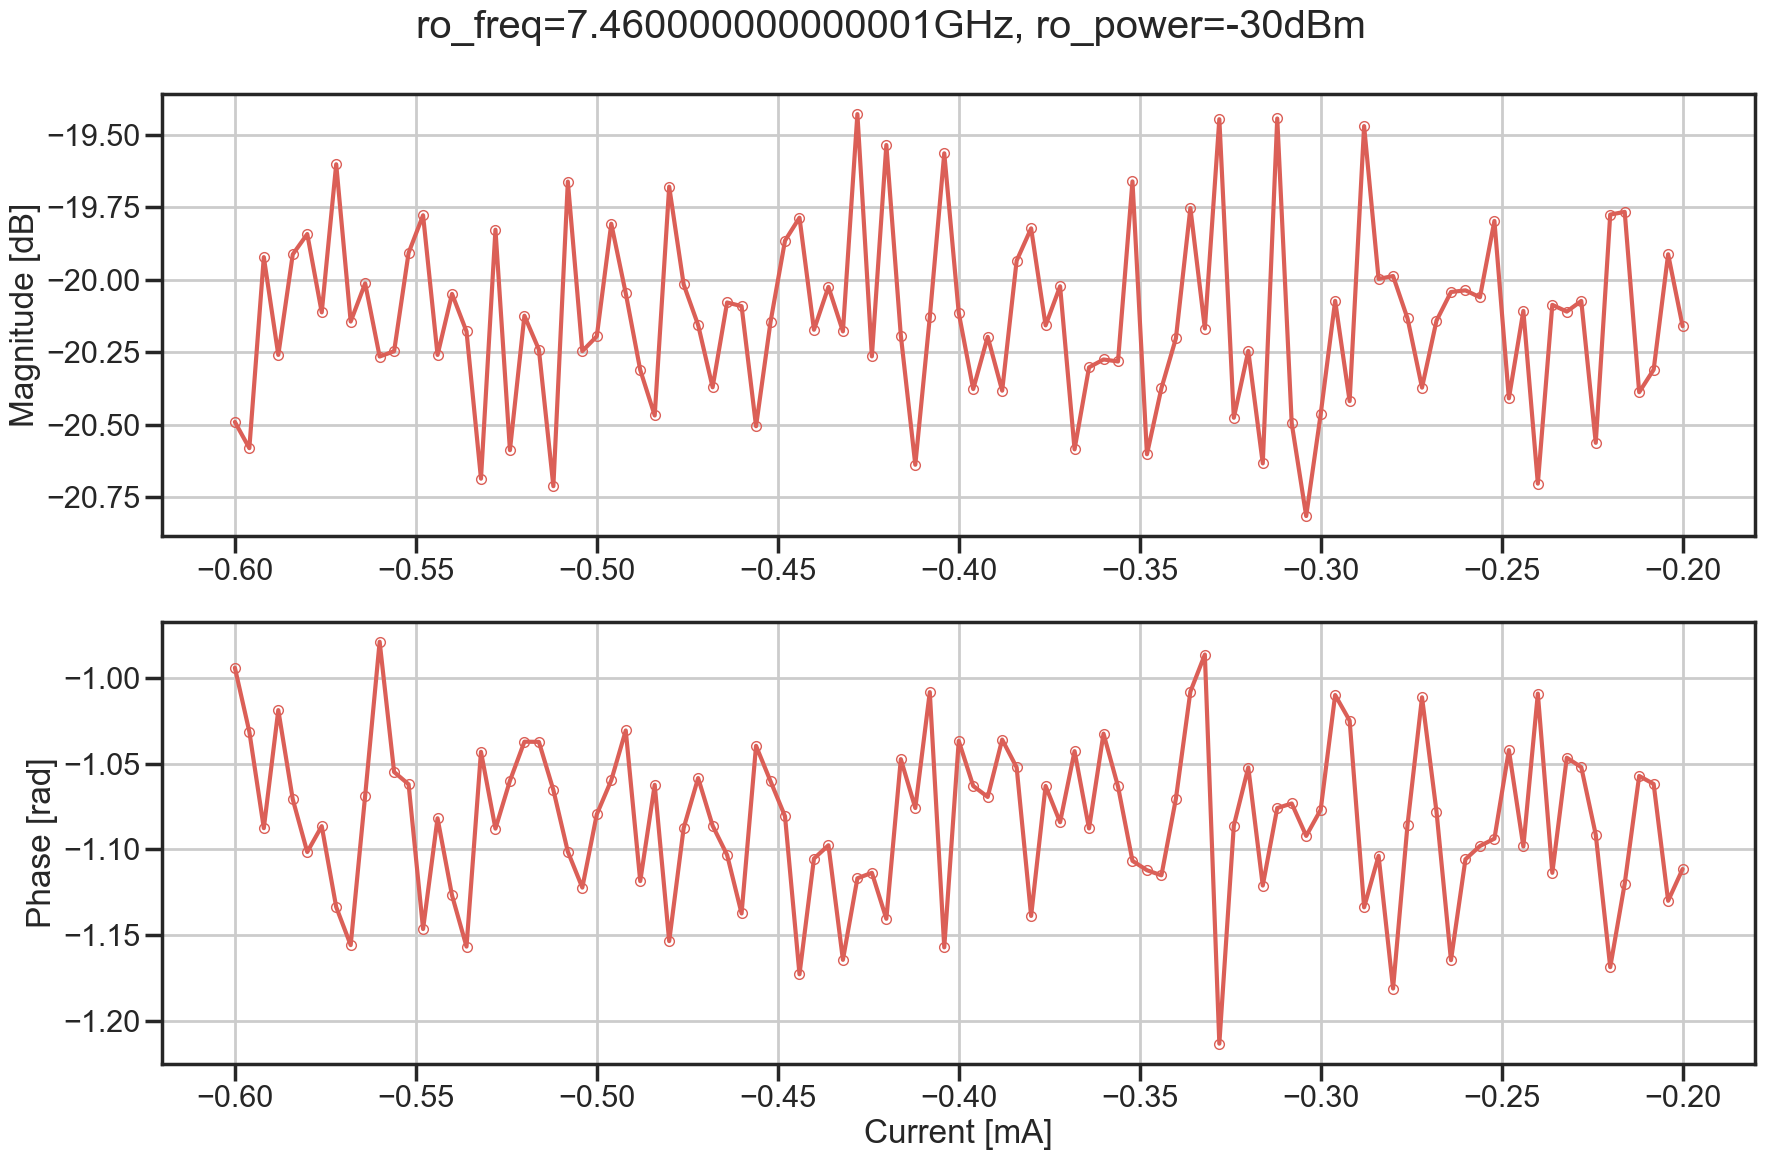 ro_freq=7.460000000000001GHz, ro_power=-30dBm
Magnitude [dB]
−19.50
−19.75
−20.00
−20.25
−20.50
−20.75
−0.60 −0.55 −0.50 −0.45 −0.40 −0.35 −0.30 −0.25 −0.20
Phase [rad]
−1.00
−1.05
−1.10
−1.15
−1.20
−0.60 −0.55 −0.50 −0.45 −0.40 −0.35 −0.30 −0.25 −0.20
Current [mA]